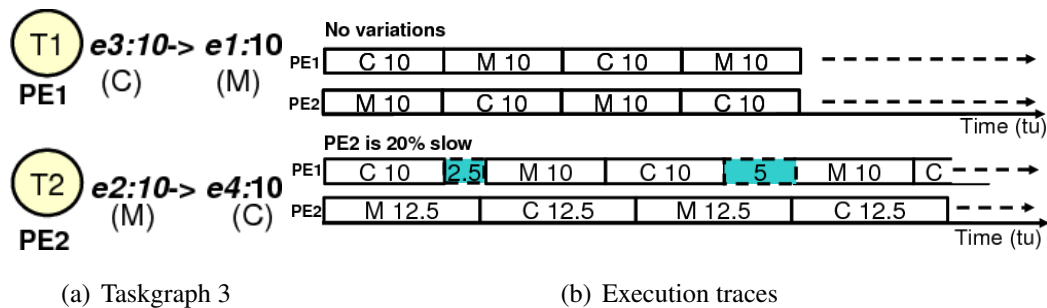 T1
e3:10-> e1:10
(C) (M)
PE1
T2
e2:10-> e4:10
(M) (C)
PE2
(a) Taskgraph 3
No variations
PE1 C 10 M 10 C 10 M 10
PE2 M 10 C 10 M 10 C 10
Time (tu)
PE2 is 20% slow
PE1 C 10 2.5 M 10 C 10 5 M 10 C
PE2 M 12.5 C 12.5 M 12.5 C 12.5
Time (tu)
(b) Execution traces